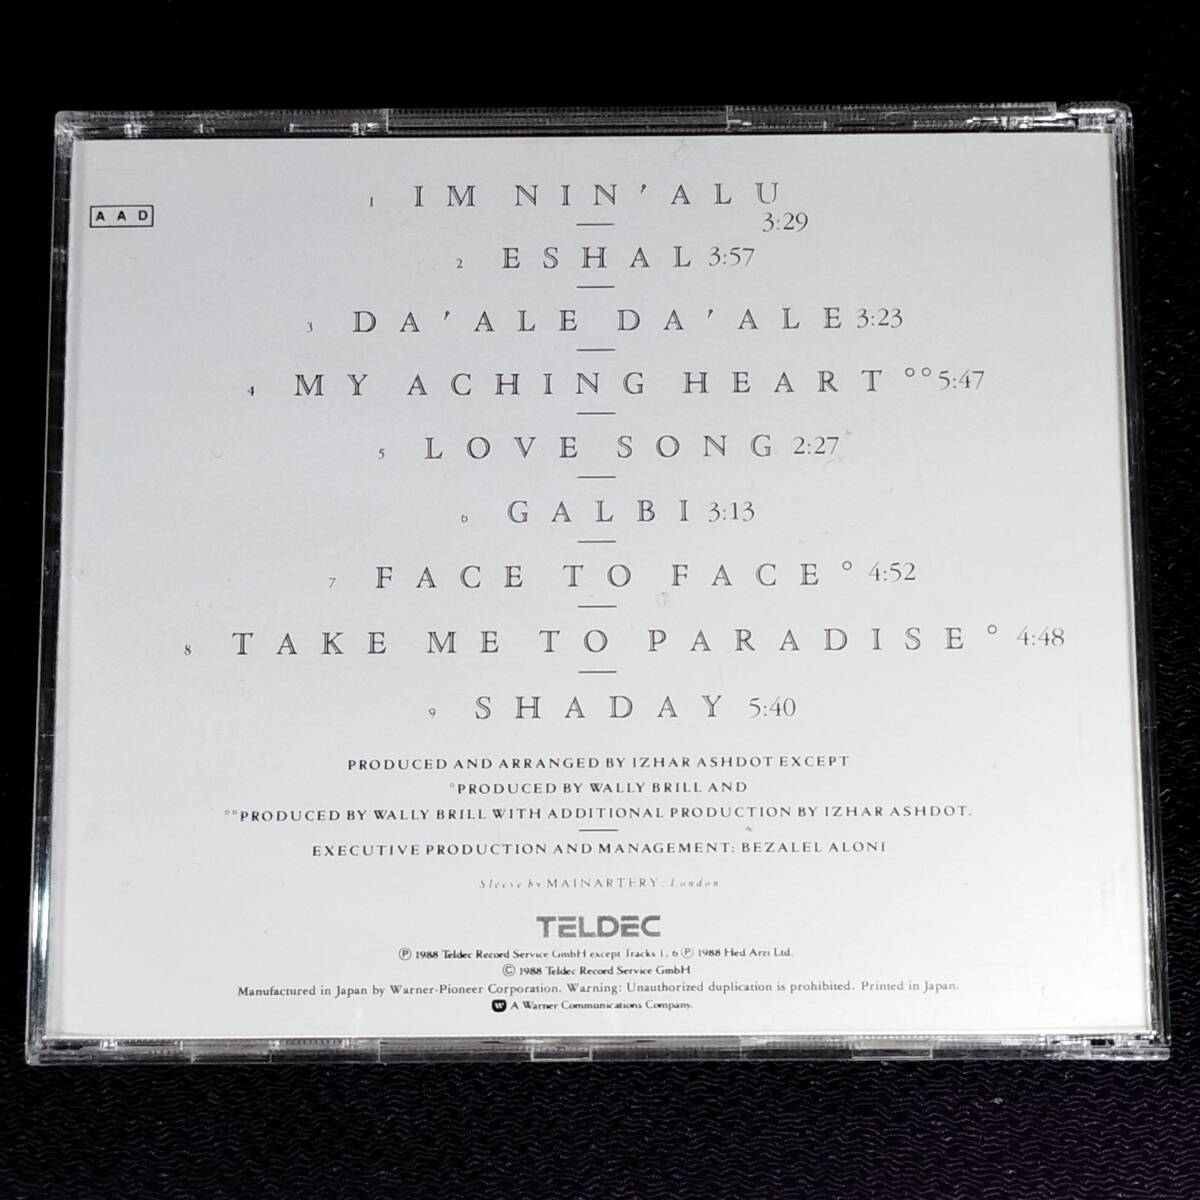 A A D
1 IM NIN'ALU
3:29
2 ESHAL 3:57
3 DA'ALE DA'ALE 3:23
4 MY ACHING HEART °° 5:47
5 LOVE SONG 2:27
6 GALBI 3:13
7 FACE TO FACE ° 4:52
8 TAKE ME TO PARADISE ° 4:48
9 SHADAY 5:40
PRODUCED AND ARRANGED BY IZHAR ASHDOT EXCEPT
°PRODUCED BY WALLY BRILL AND
°°PRODUCED BY WALLY BRILL WITH ADDITIONAL PRODUCTION BY IZHAR ASHDOT.
EXECUTIVE PRODUCTION AND MANAGEMENT: BEZALEL ALONI
Sleeve by MAINARTERY, London
TELDEC
℗ 1988 Teldec Record Service GmbH except Tracks 1, 6 ℗ 1988 Hed Arzi Ltd.
© 1988 Teldec Record Service GmbH
Manufactured in Japan by Warner-Pioneer Corporation. Warning: Unauthorized duplication is prohibited. Printed in Japan.
A Warner Communications Company.